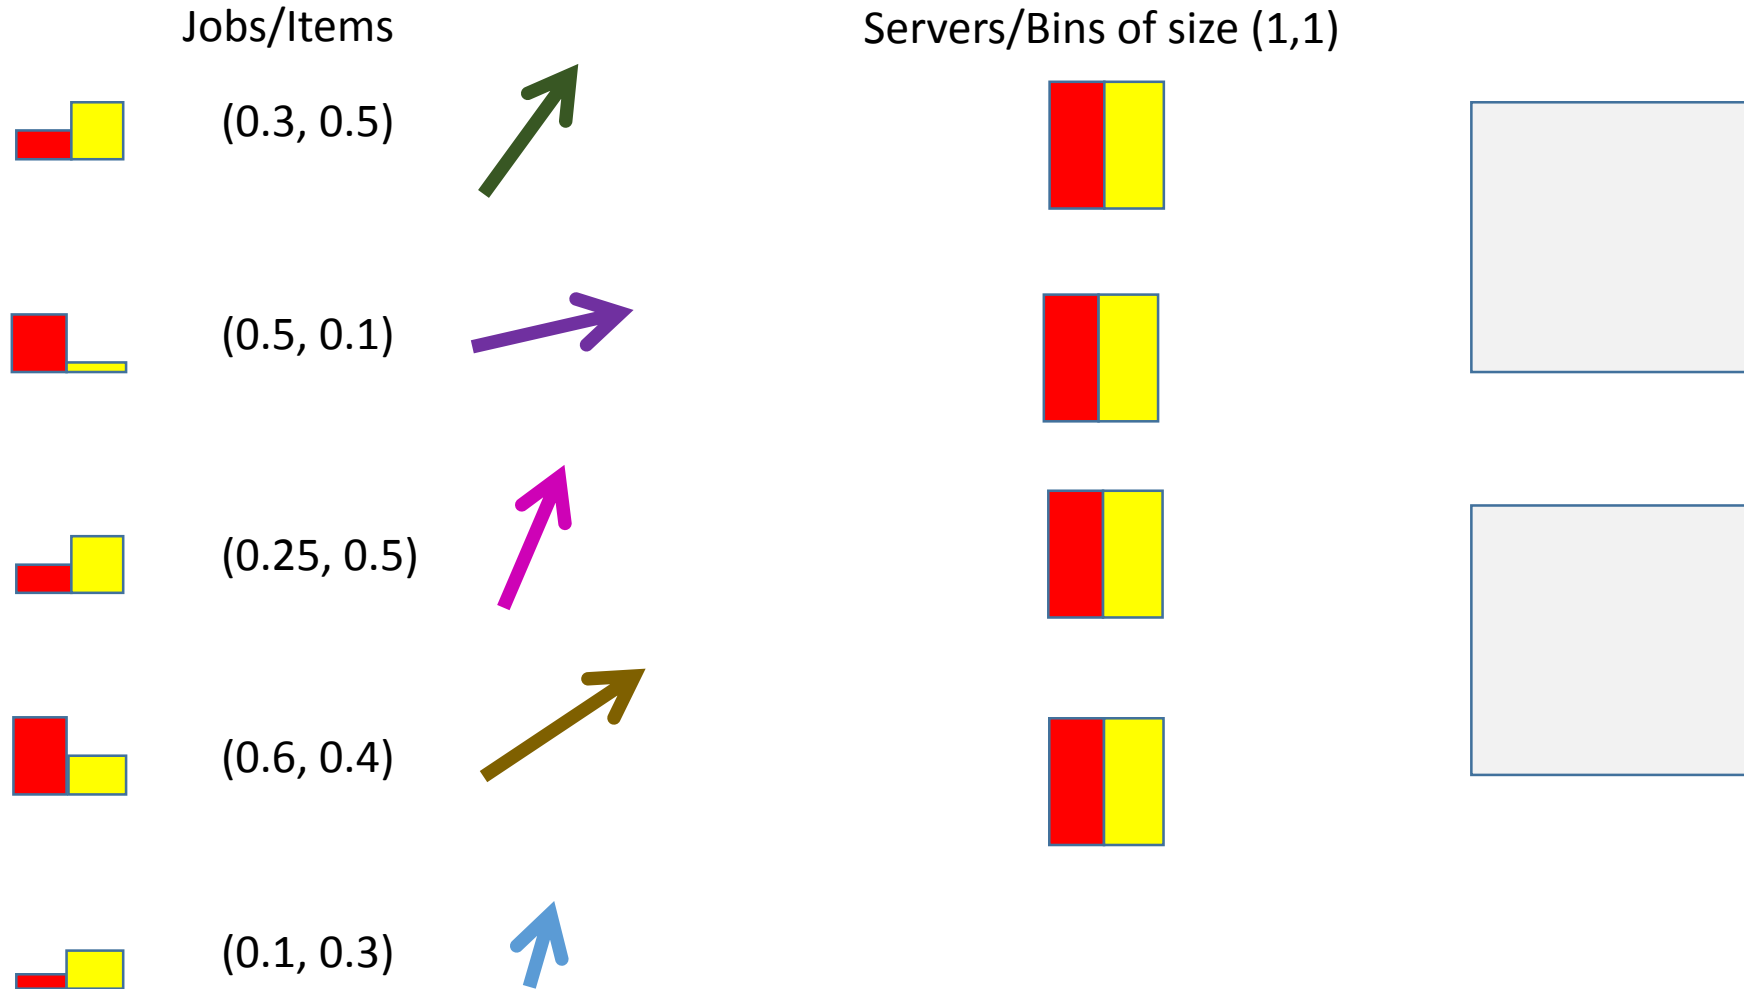 Jobs/Items
Servers/Bins of size (1,1)
(0.3, 0.5)
(0.5, 0.1)
(0.25, 0.5)
(0.6, 0.4)
(0.1, 0.3)